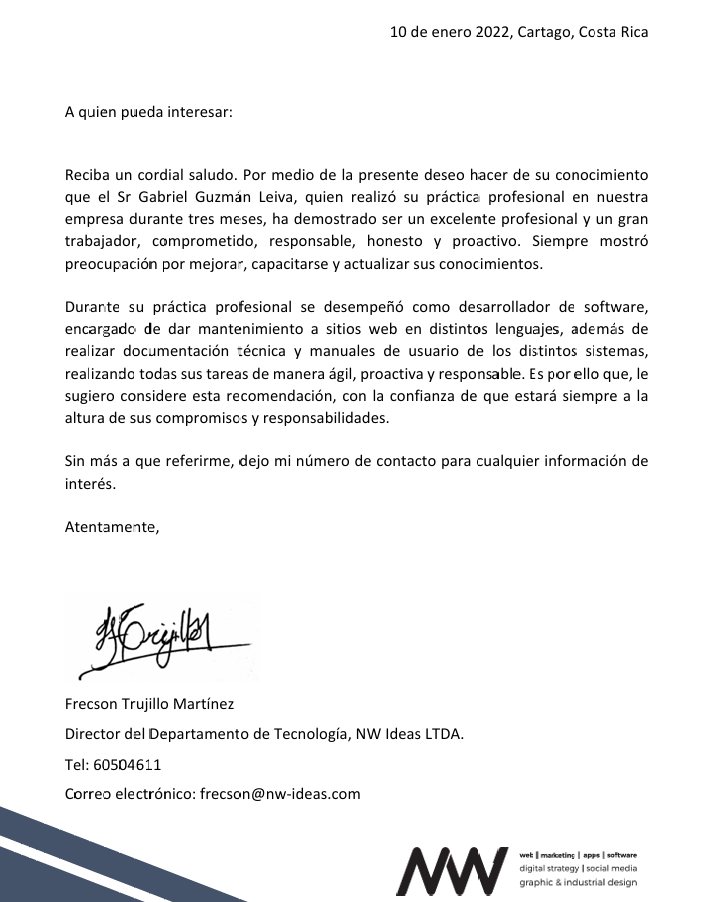 10 de enero 2022, Cartago, Costa Rica
A quien pueda interesar:
Reciba un cordial saludo. Por medio de la presente deseo hacer de su conocimiento
que el Sr Gabriel Guzmán Leiva, quien realizó su práctica profesional en nuestra
empresa durante tres meses, ha demostrado ser un excelente profesional y un gran
trabajador, comprometido, responsable, honesto y proactivo. Siempre mostró
preocupación por mejorar, capacitarse y actualizar sus conocimientos.
Durante su práctica profesional se desempeñó como desarrollador de software,
encargado de dar mantenimiento a sitios web en distintos lenguajes, además de
realizar documentación técnica y manuales de usuario de los distintos sistemas,
realizando todas sus tareas de manera ágil, proactiva y responsable. Es por ello que, le
sugiero considere esta recomendación, con la confianza de que estará siempre a la
altura de sus compromisos y responsabilidades.
Sin más a que referirme, dejo mi número de contacto para cualquier información de
interés.
Atentamente,
Frecson Trujillo Martínez
Director del Departamento de Tecnología, NW Ideas LTDA.
Tel: 60504611
Correo electrónico: frecson@nw-ideas.com
NW
web | marketing | apps | software
digital strategy | social media
graphic & industrial design